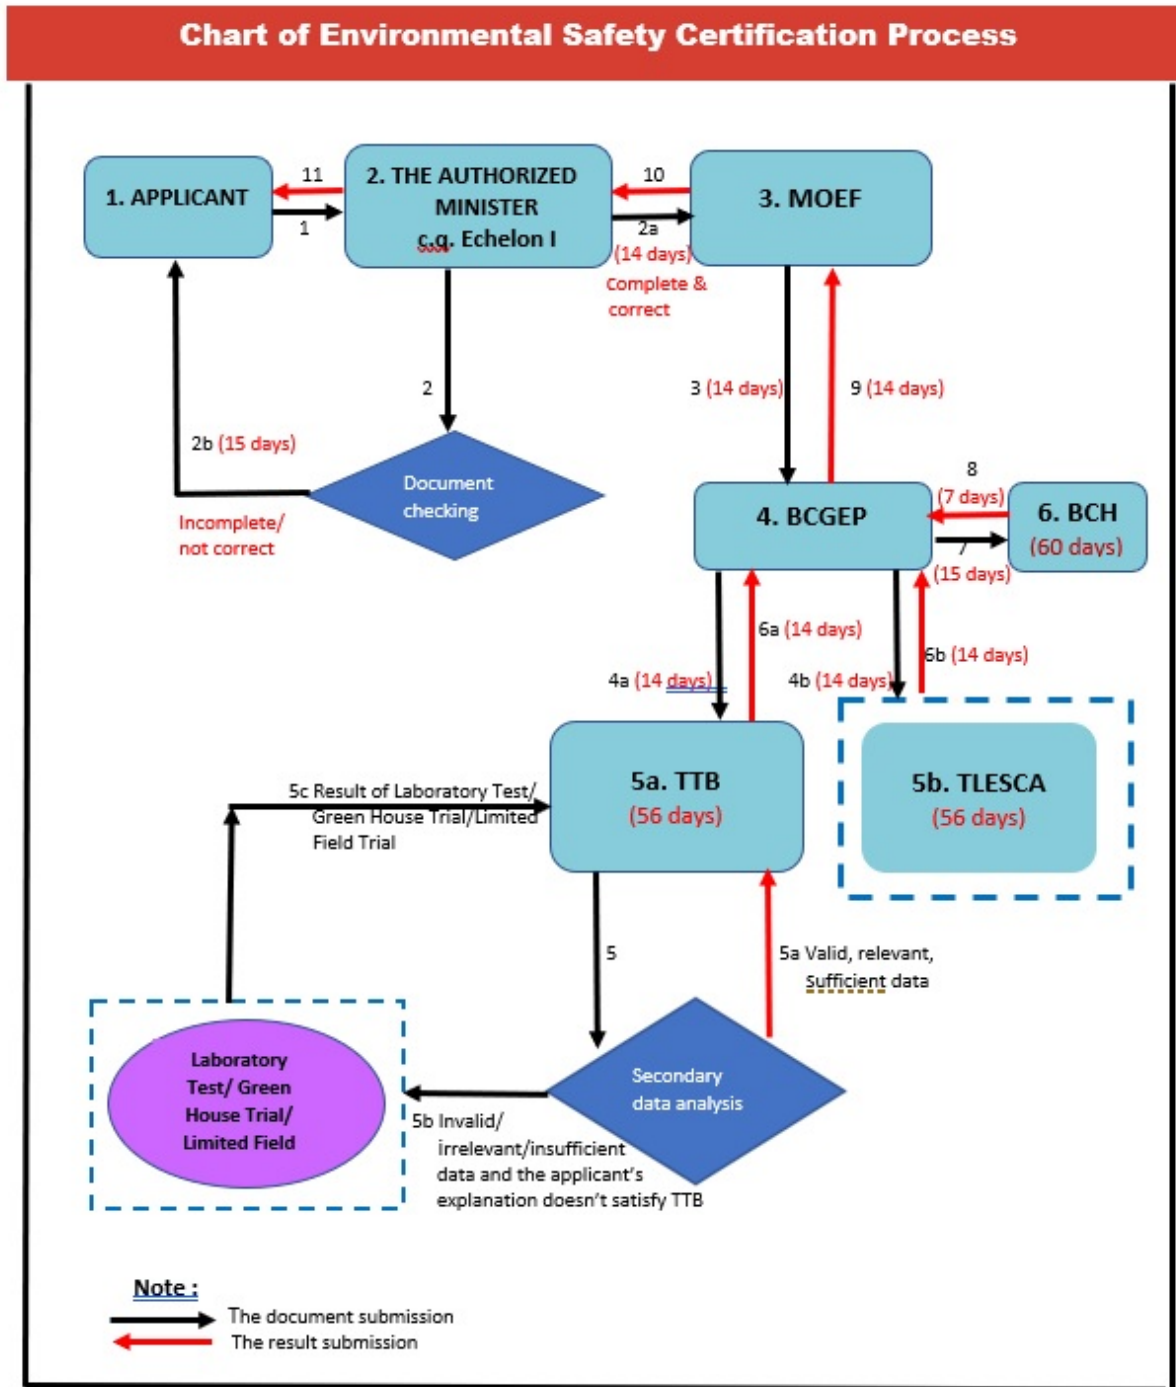 Chart of Environmental Safety Certification Process
1. APPLICANT
11
1
2. THE AUTHORIZED
MINISTER
c.q. Echelon I
10
2a
(14 days)
Complete &
correct
3. MOEF
2
2b (15 days)
Incomplete/
not correct
Document
checking
3 (14 days)
9 (14 days)
4. BCGEP
8
(7 days)
7
(15 days)
6. BCH
(60 days)
4a (14 days)
6a (14 days)
4b (14 days)
6b (14 days)
5a. TTB
(56 days)
5b. TLESCA
(56 days)
5c Result of Laboratory Test/
Green House Trial/Limited
Field Trial
5
5a Valid, relevant,
Sufficient data
Secondary
data analysis
Laboratory
Test/ Green
House Trial/
Limited Field
5b Invalid/
irrelevant/insufficient
data and the applicant's
explanation doesn't satisfy TTB
Note :
The document submission
The result submission